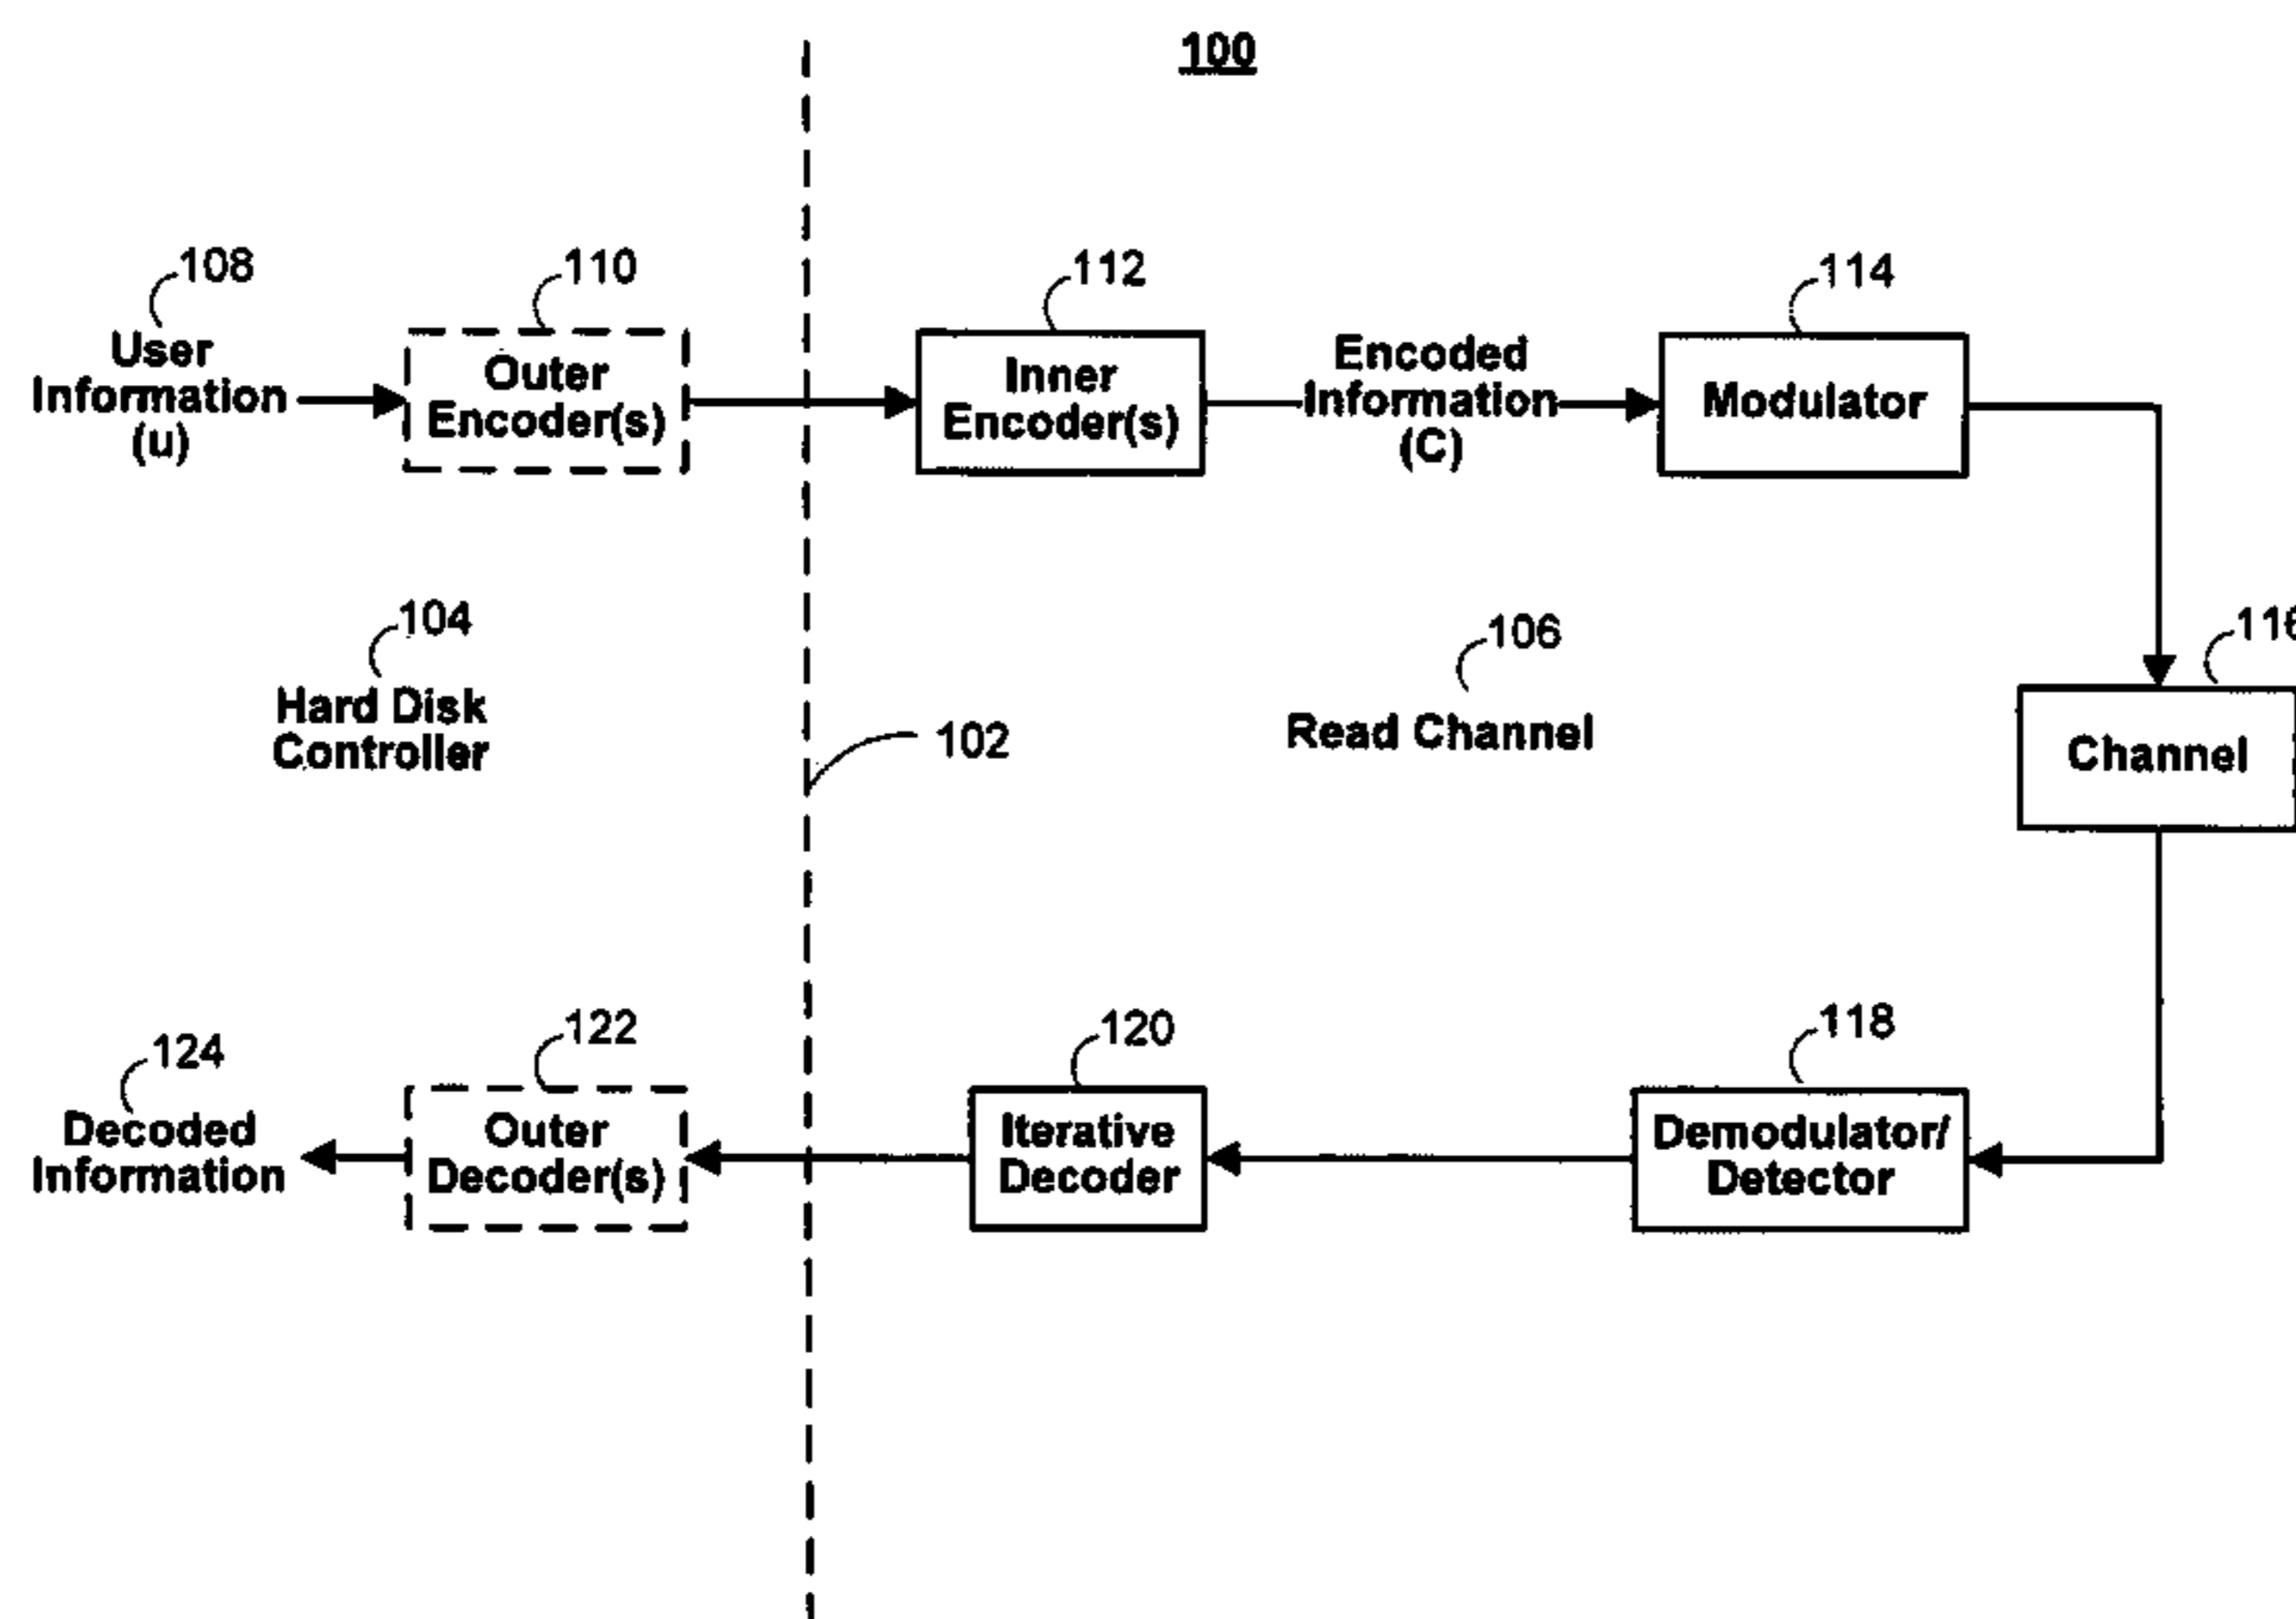 100
108
User
Information
(u)
110
Outer
Encoder(s)
112
Inner
Encoder(s)
Encoded
Information
(C)
114
Modulator
104
Hard Disk
Controller
102
106
Read Channel
116
Channel
124
Decoded
Information
122
Outer
Decoder(s)
120
Iterative
Decoder
118
Demodulator/
Detector